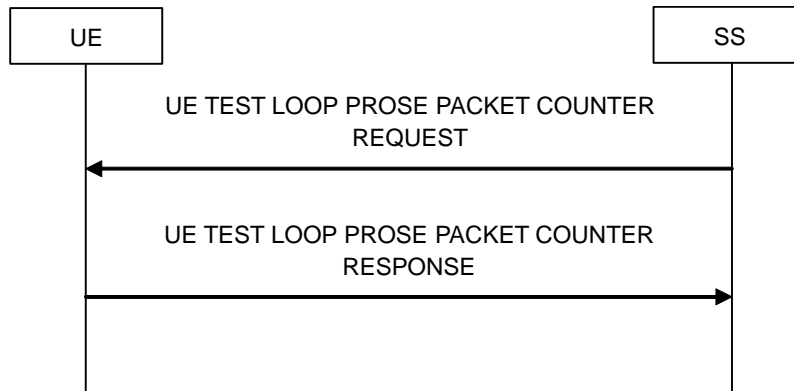 UE
SS
UE TEST LOOP PROSE PACKET COUNTER
REQUEST
UE TEST LOOP PROSE PACKET COUNTER
RESPONSE